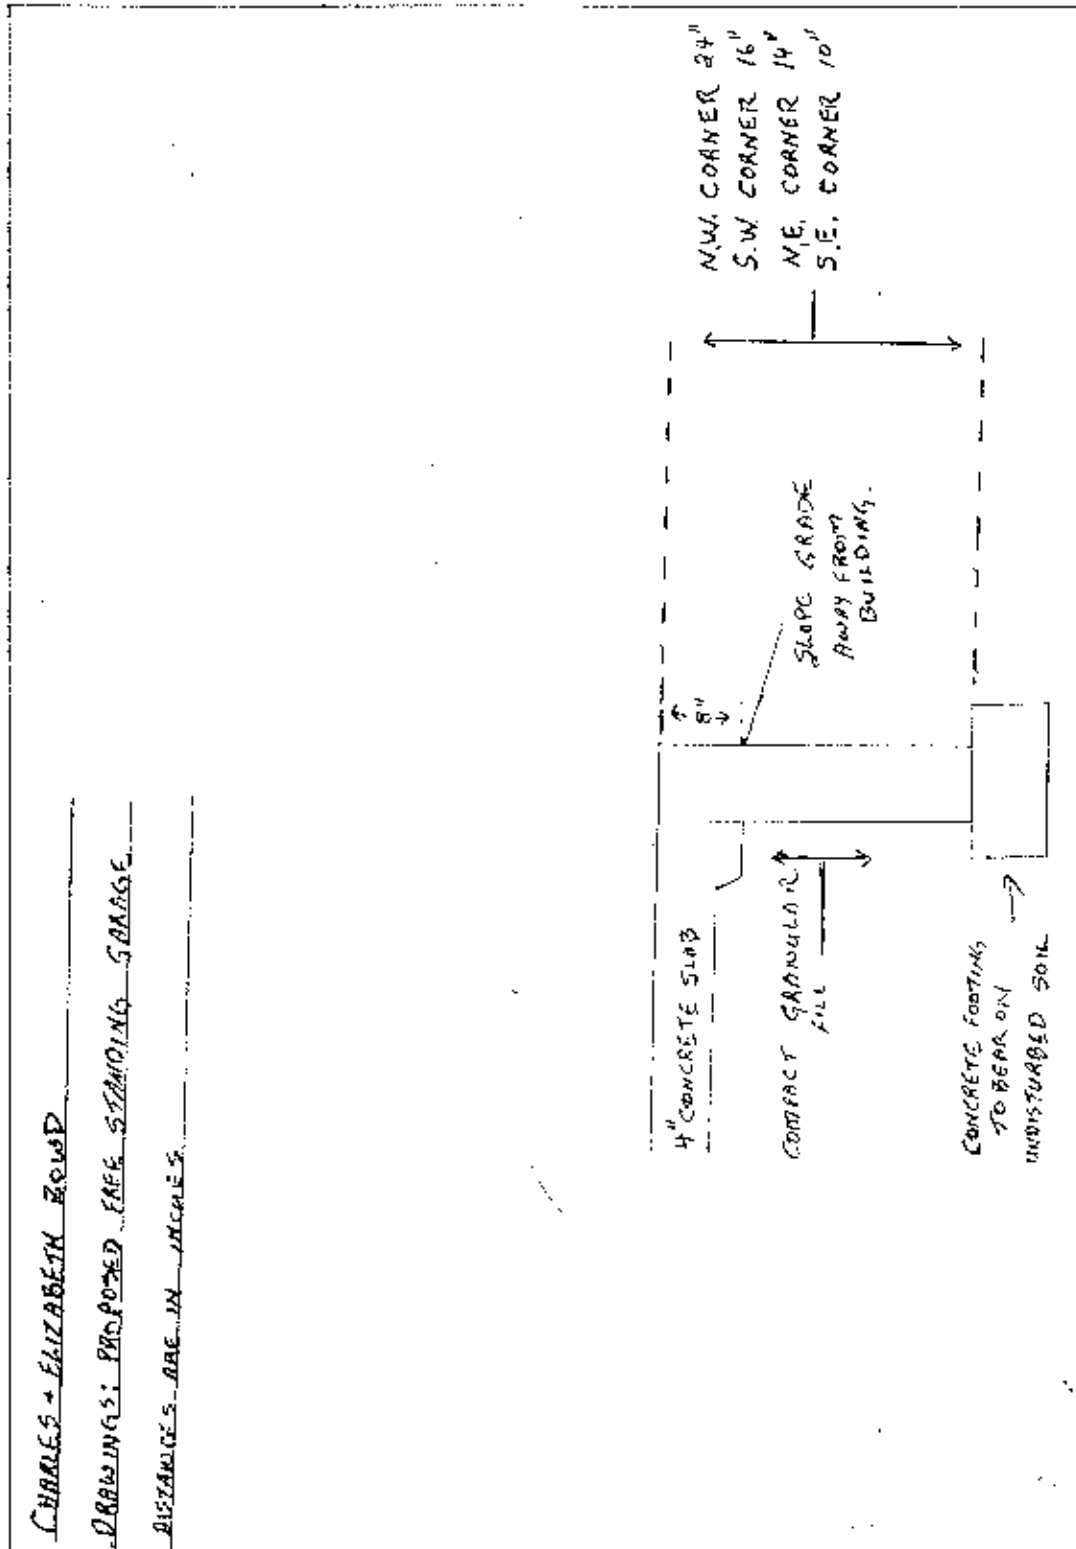 CHARLES + ELIZABETH BOWD
DRAWINGS: PROPOSED FREE STANDING GARAGE
DISTANCES ARE IN INCHES
4" CONCRETE SLAB
COMPACT GRANULAR
FILL
CONCRETE FOOTING
TO BEAR ON
UNDISTURBED SOIL
8"
SLOPE GRADE
AWAY FROM
BUILDING.
N.W. CORNER 24"
S.W. CORNER 16"
N.E. CORNER 14"
S.E. CORNER 10"